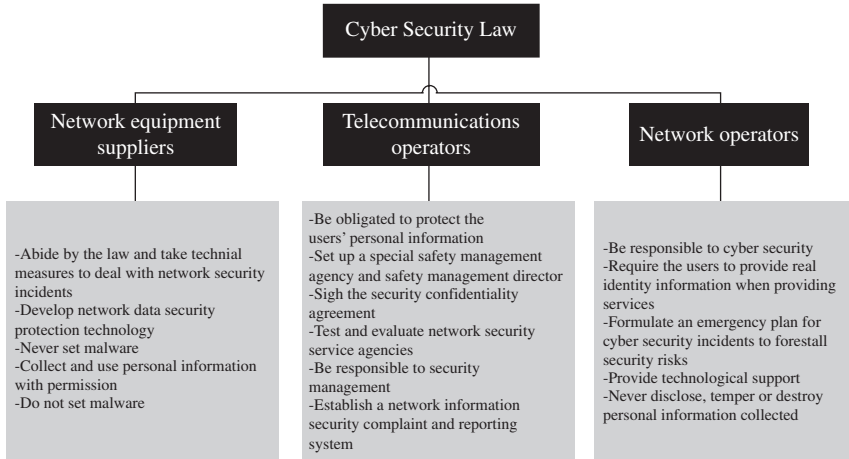 Cyber Security Law
Network equipment
suppliers
Telecommunications
operators
Network operators
-Abide by the law and take technial
measures to deal with network security
incidents
-Develop network data security
protection technology
-Never set malware
-Collect and use personal information
with permission
-Do not set malware
-Be obligated to protect the
users' personal information
-Set up a special safety management
agency and safety management director
-Sigh the security confidentiality
agreement
-Test and evaluate network security
service agencies
-Be responsible to security
management
-Establish a network information
security complaint and reporting
system
-Be responsible to cyber security
-Require the users to provide real
identity information when providing
services
-Formulate an emergency plan for
cyber security incidents to forestall
security risks
-Provide technological support
-Never disclose, temper or destroy
personal information collected